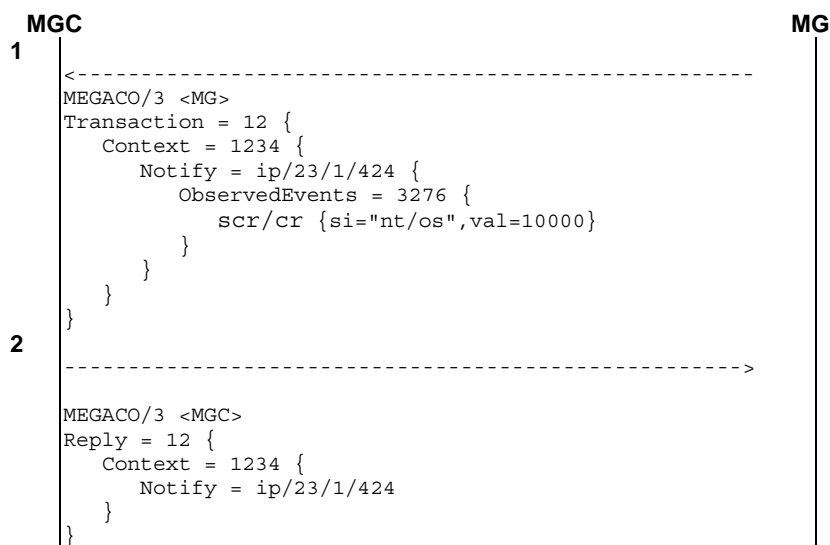 MGC MG
1
<-----------------------------------------------------
MEGACO/3 <MG>
Transaction = 12 {
   Context = 1234 {
      Notify = ip/23/1/424 {
         ObservedEvents = 3276 {
            scr/cr {si="nt/os",val=10000}
         }
      }
   }
}
2
----------------------------------------------------->
MEGACO/3 <MGC>
Reply = 12 {
   Context = 1234 {
      Notify = ip/23/1/424
   }
}